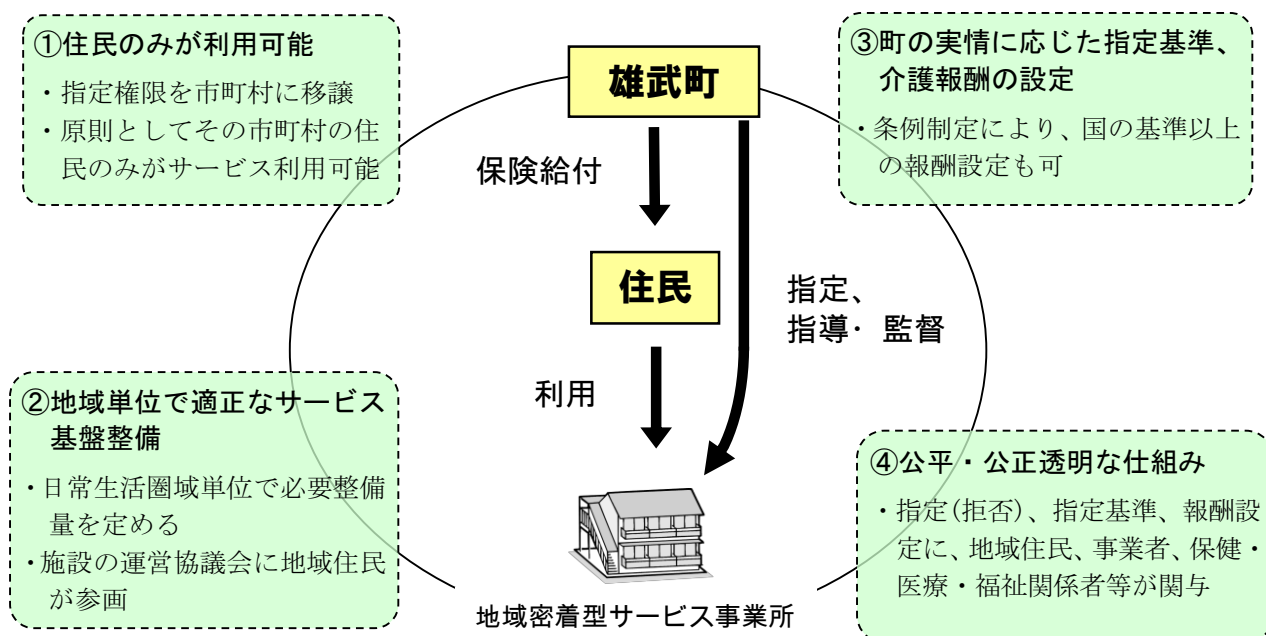 ①住民のみが利用可能
・指定権限を市町村に移譲
・原則としてその市町村の住
民のみがサービス利用可能
②地域単位で適正なサービス
基盤整備
・日常生活圏域単位で必要整備
量を定める
・施設の運営協議会に地域住民
が参画
雄武町
保険給付
住民
指定、
指導・ 監督
利用
地域密着型サービス事業所
③町の実情に応じた指定基準、
介護報酬の設定
・条例制定により、国の基準以上
の報酬設定も可
④公平・公正透明な仕組み
・指定(拒否)、指定基準、報酬設
定に、地域住民、事業者、保健・
医療・福祉関係者等が関与